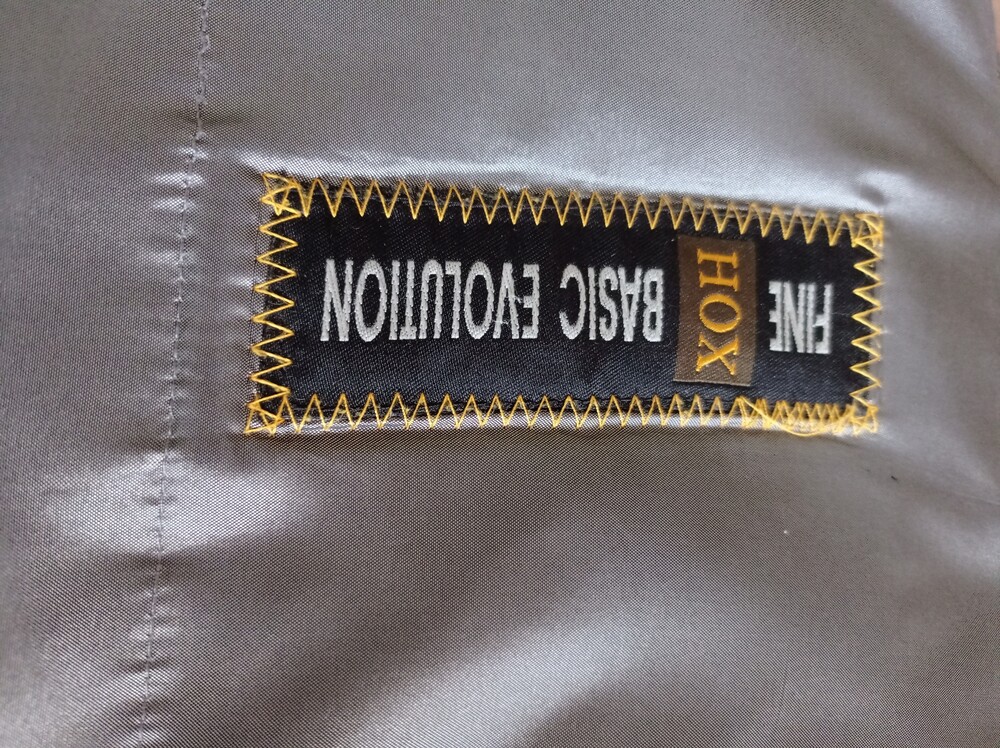 FINE HOX BASIC EVOLUTION